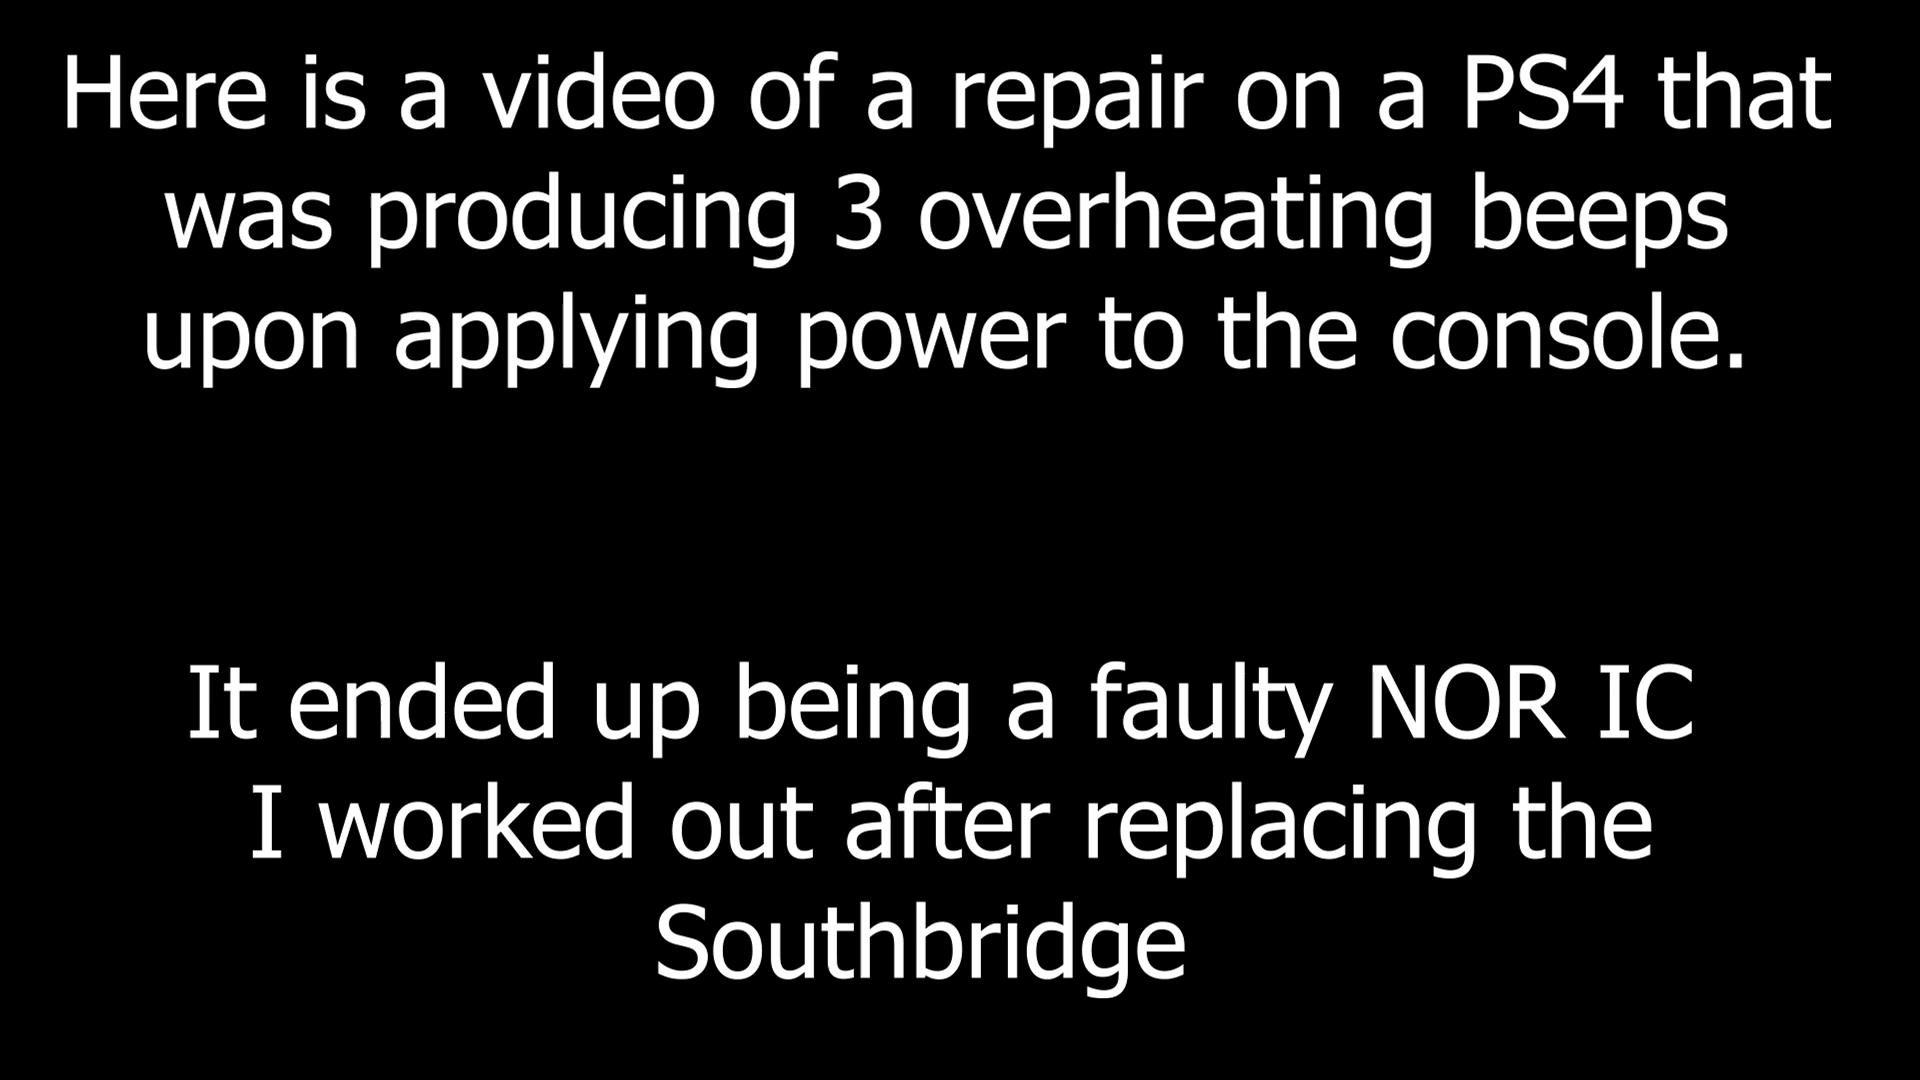 Here is a video of a repair on a PS4 that
was producing 3 overheating beeps
upon applying power to the console.
It ended up being a faulty NOR IC
I worked out after replacing the
Southbridge